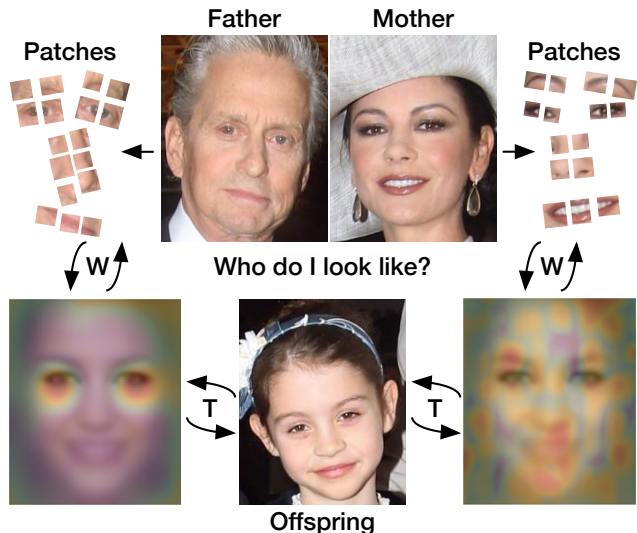 Father
Mother
Patches
Patches
W
Who do I look like?
W
T
T
Offspring